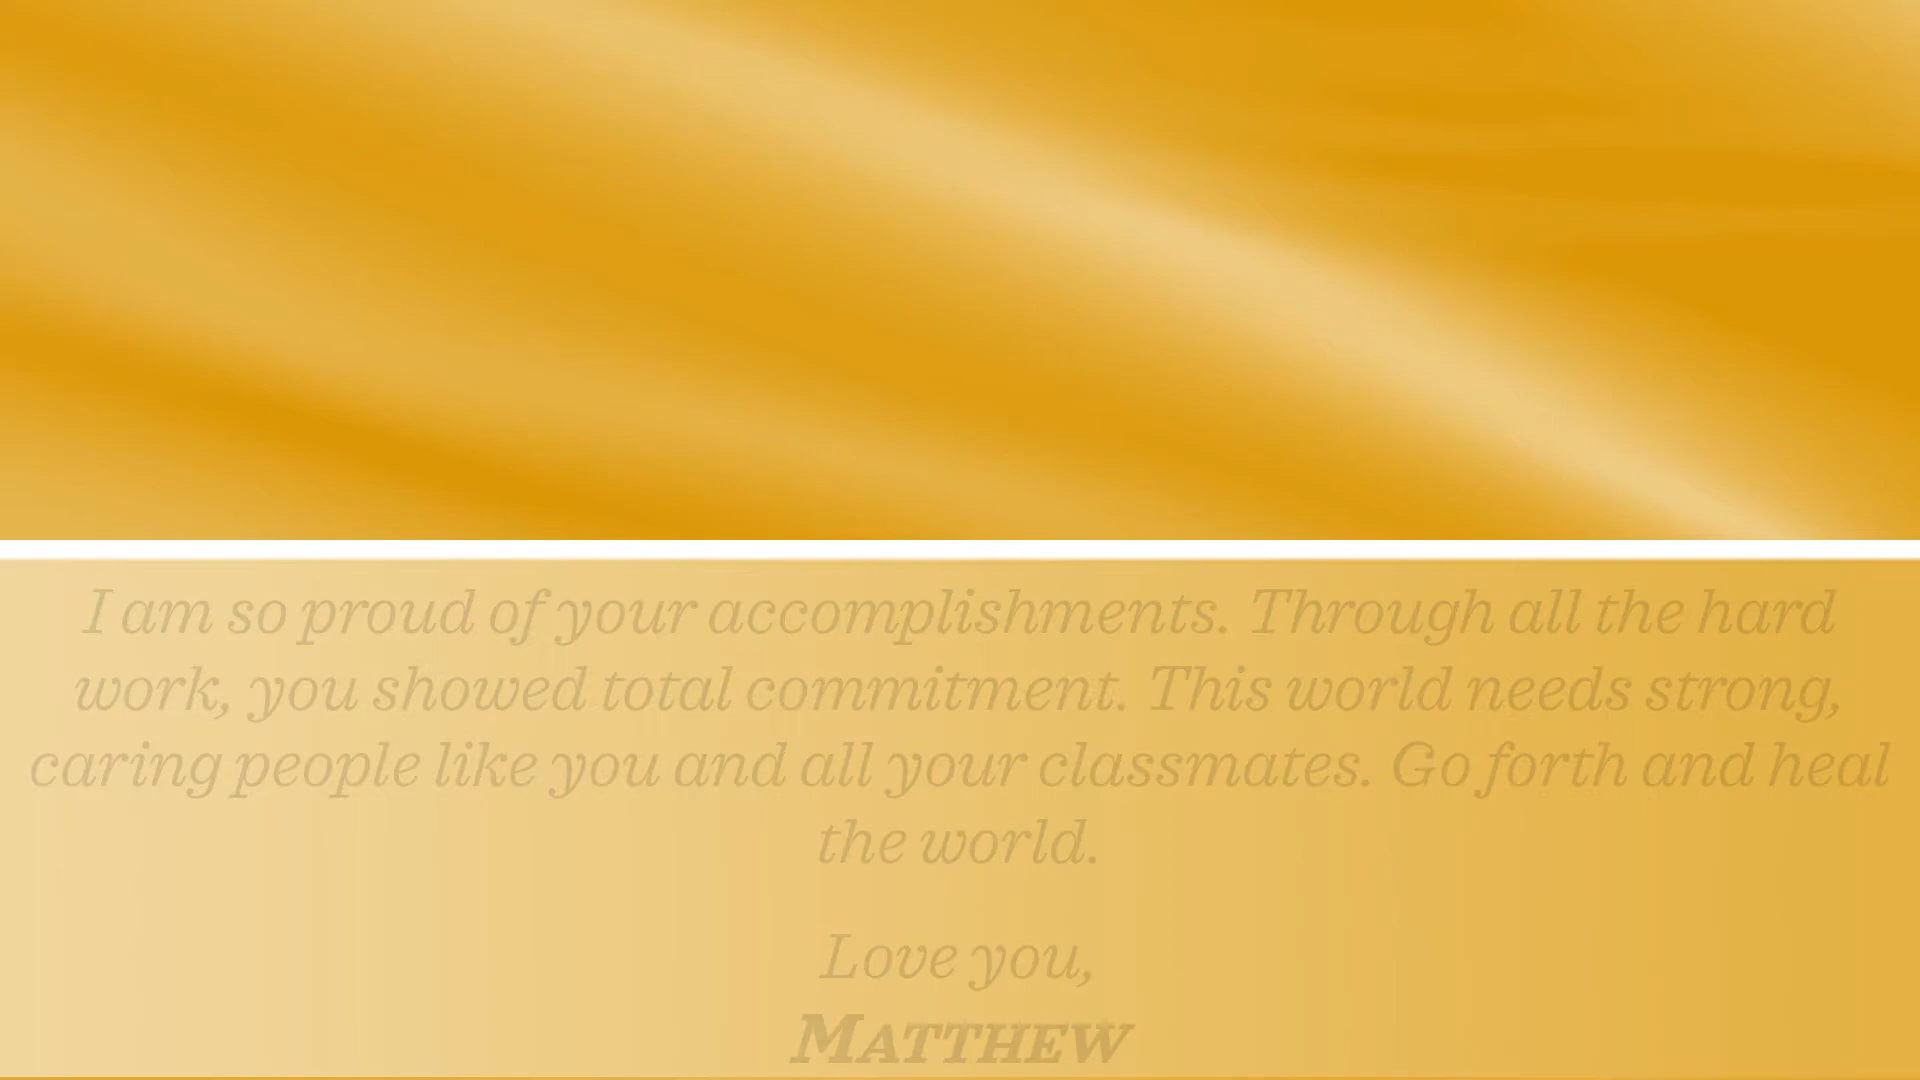 I am so proud of your accomplishments. Through all the hard
work, you showed total commitment. This world needs strong,
caring people like you and all your classmates. Go forth and heal
the world.
Love you,
MATTHEW